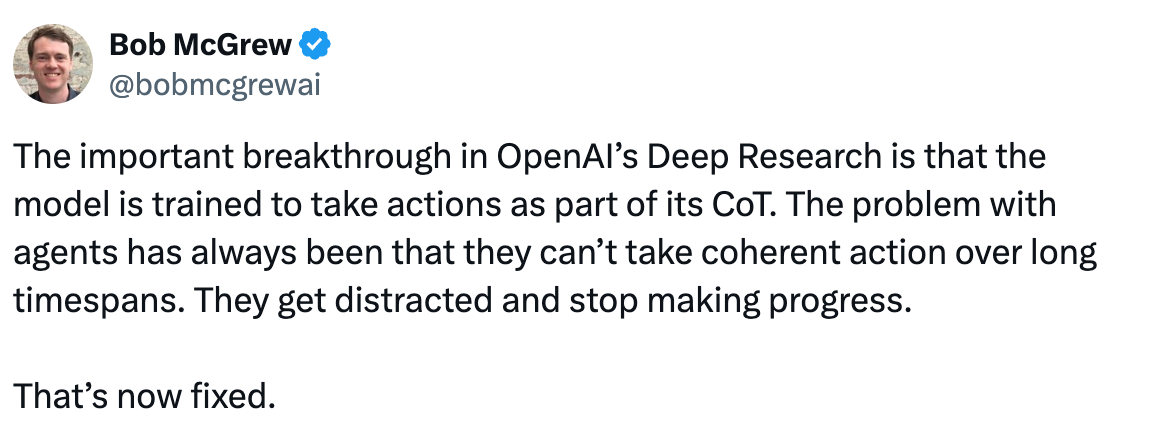 Bob McGrew
@bobmcgrewai
The important breakthrough in OpenAI’s Deep Research is that the
model is trained to take actions as part of its CoT. The problem with
agents has always been that they can’t take coherent action over long
timespans. They get distracted and stop making progress.
That’s now fixed.